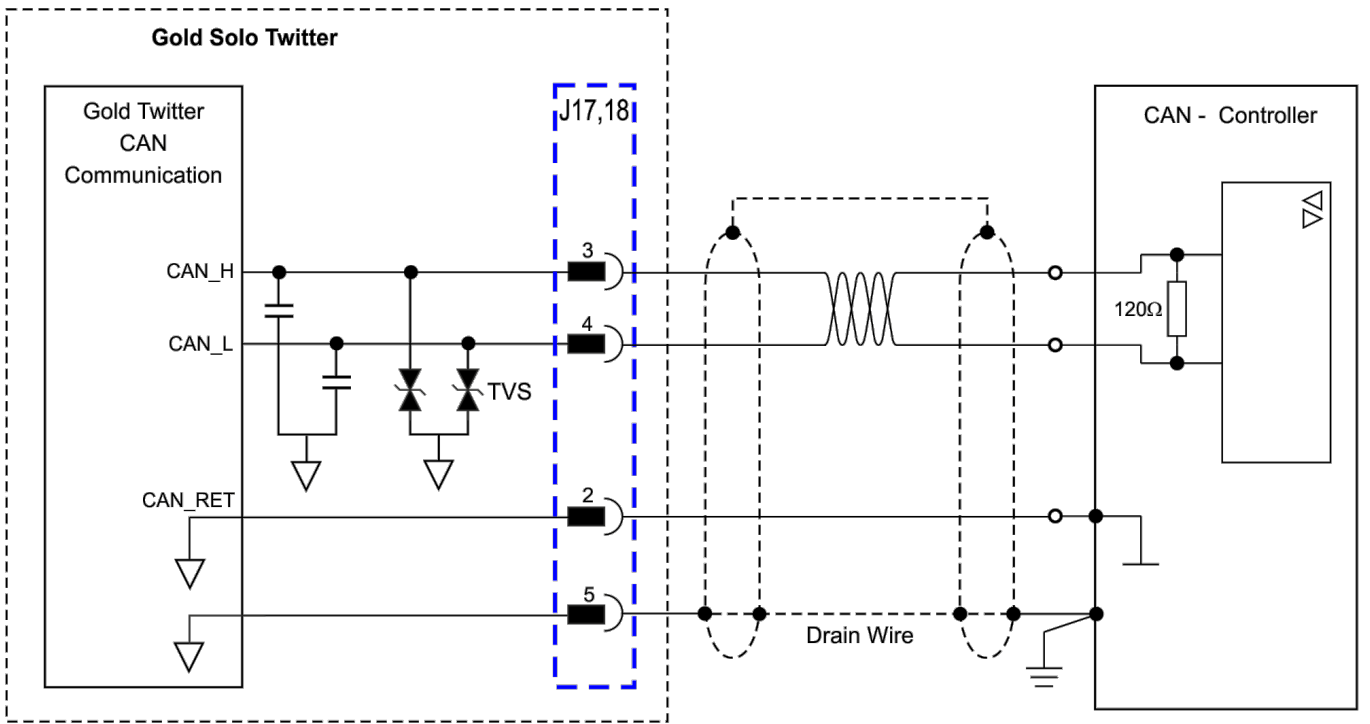 Gold Solo Twitter
Gold Twitter
CAN
Communication
J17,18
CAN - Controller
3
CAN_H
120Ω
4
CAN_L
TVS
2
CAN_RET
5
Drain Wire